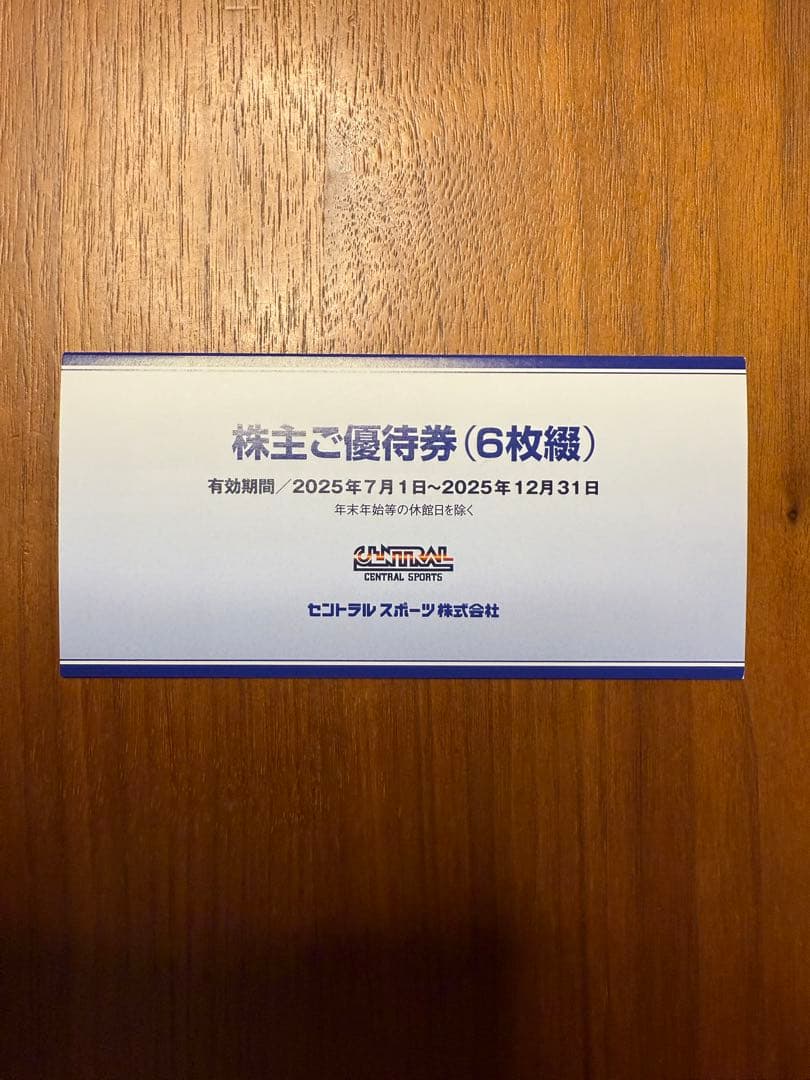 株主ご優待券（6枚綴）
有効期間／2025年7月1日〜2025年12月31日
年末年始等の休館日を除く
CENTRAL
CENTRAL SPORTS
セントラルスポーツ株式会社